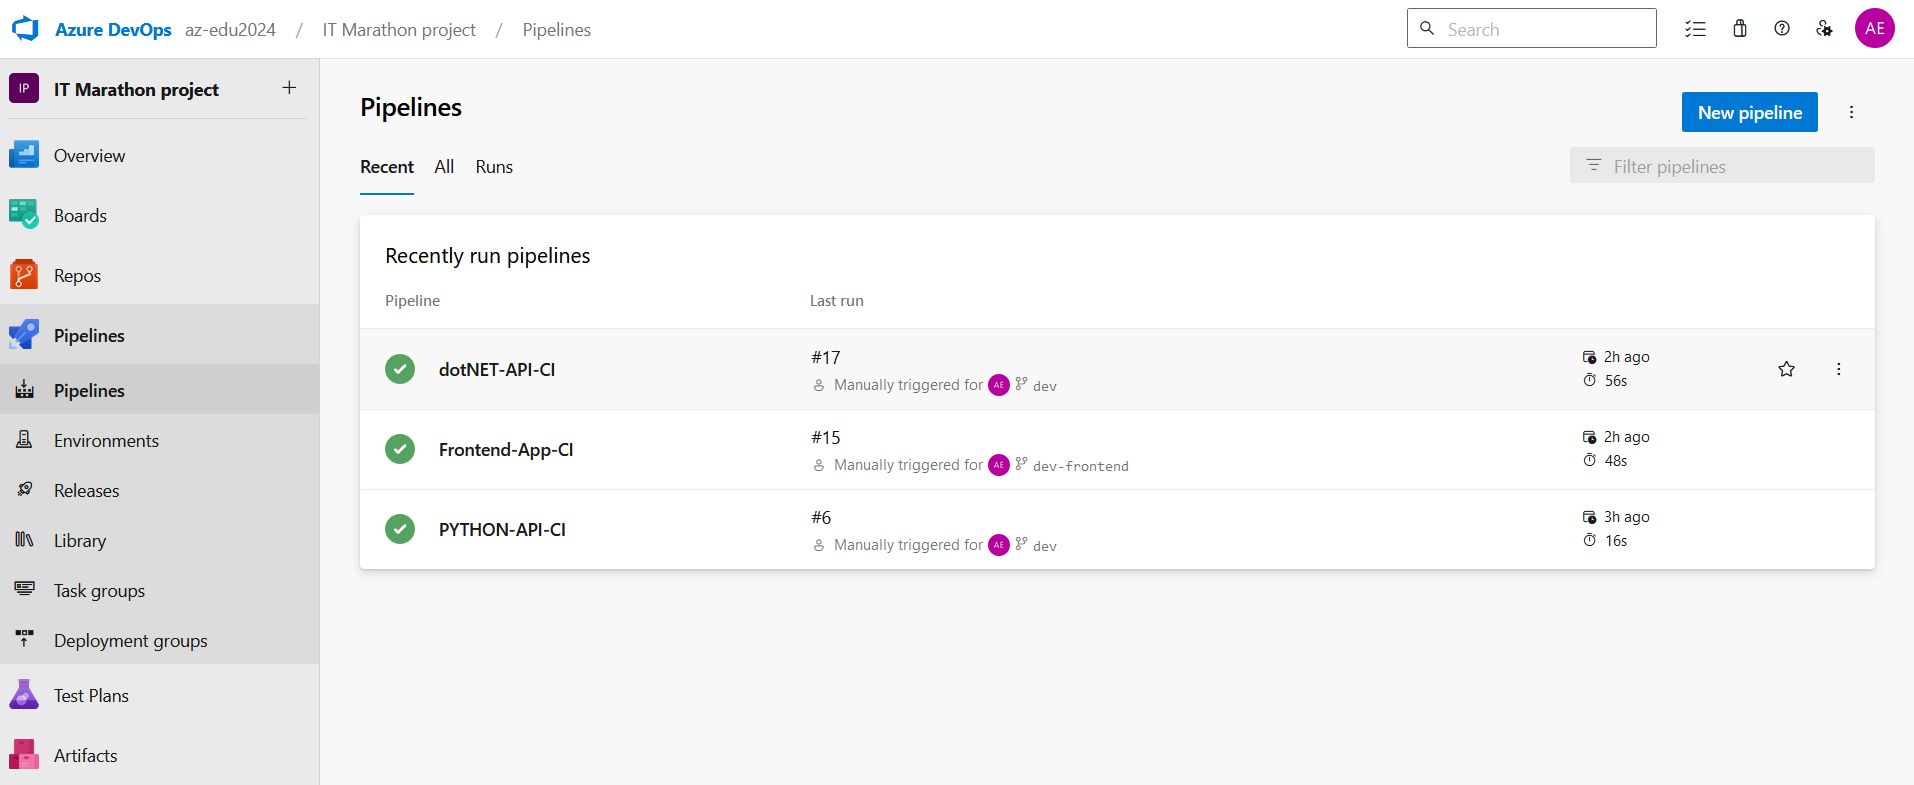 Azure DevOps az-edu2024 / IT Marathon project / Pipelines
Search
AE
IP IT Marathon project
Overview
Boards
Repos
Pipelines
Pipelines
Environments
Releases
Library
Task groups
Deployment groups
Test Plans
Artifacts
Pipelines
New pipeline
Recent All Runs
Filter pipelines
Recently run pipelines
Pipeline Last run
dotNET-API-CI
#17
Manually triggered for AE dev
2h ago
56s
Frontend-App-CI
#15
Manually triggered for AE dev-frontend
2h ago
48s
PYTHON-API-CI
#6
Manually triggered for AE dev
3h ago
16s